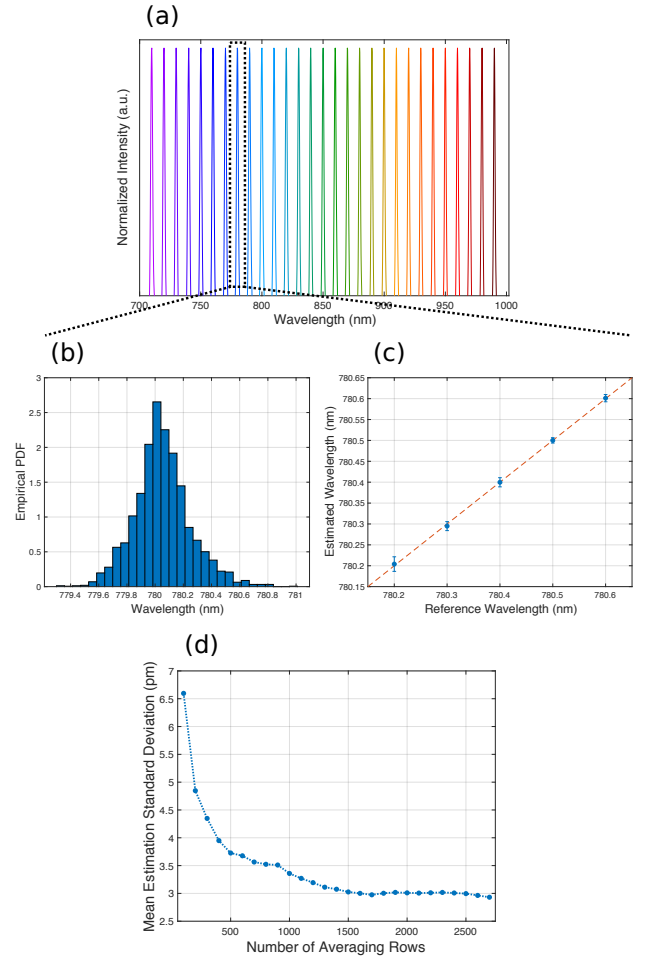 (a)
Normalized Intensity (a.u.)
700 750 800 850 900 950 1000
Wavelength (nm)
(b)
Empirical PDF
3
2.5
2
1.5
1
0.5
0
779.4 779.6 779.8 780 780.2 780.4 780.6 780.8 781
Wavelength (nm)
(c)
Estimated Wavelength (nm)
780.65
780.6
780.55
780.5
780.45
780.4
780.35
780.3
780.25
780.2
780.15
780.2 780.3 780.4 780.5 780.6
Reference Wavelength (nm)
(d)
Mean Estimation Standard Deviation (pm)
7
6.5
6
5.5
5
4.5
4
3.5
3
2.5
500 1000 1500 2000 2500
Number of Averaging Rows